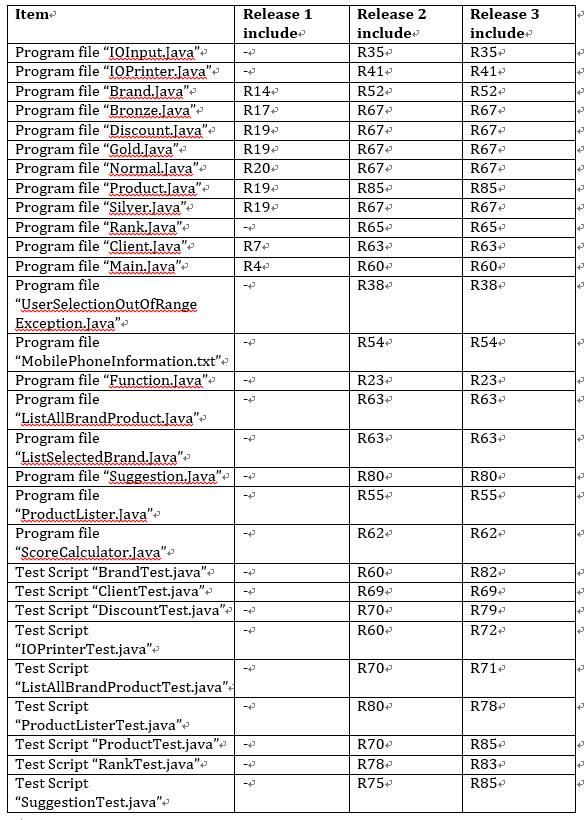 Item Release 1 include Release 2 include Release 3 include
Program file “IOInput.Java” - R35 R35
Program file “IOPrinter.Java” - R41 R41
Program file “Brand.Java” R14 R52 R52
Program file “Bronze.Java” R17 R67 R67
Program file “Discount.Java” R19 R67 R67
Program file “Gold.Java” R19 R67 R67
Program file “Normal.Java” R20 R67 R67
Program file “Product.Java” R19 R85 R85
Program file “Silver.Java” R19 R67 R67
Program file “Rank.Java” - R65 R65
Program file “Client.Java” R7 R63 R63
Program file “Main.Java” R4 R60 R60
Program file - R38 R38
“UserSelectionOutOfRange
Exception.Java”
Program file - R54 R54
“MobilePhoneInformation.txt”
Program file “Function.Java” - R23 R23
Program file - R63 R63
“ListAllBrandProduct.Java”
Program file - R63 R63
“ListSelectedBrand.Java”
Program file “Suggestion.Java” - R80 R80
Program file - R55 R55
“ProductLister.Java”
Program file - R62 R62
“ScoreCalculator.Java”
Test Script “BrandTest.java” - R60 R82
Test Script “ClientTest.java” - R69 R69
Test Script “DiscountTest.java” - R70 R79
Test Script - R60 R72
“IOPrinterTest.java”
Test Script - R70 R71
“ListAllBrandProductTest.java”
Test Script - R80 R78
“ProductListerTest.java”
Test Script “ProductTest.java” - R70 R85
Test Script “RankTest.java” - R78 R83
Test Script - R75 R85
“SuggestionTest.java”